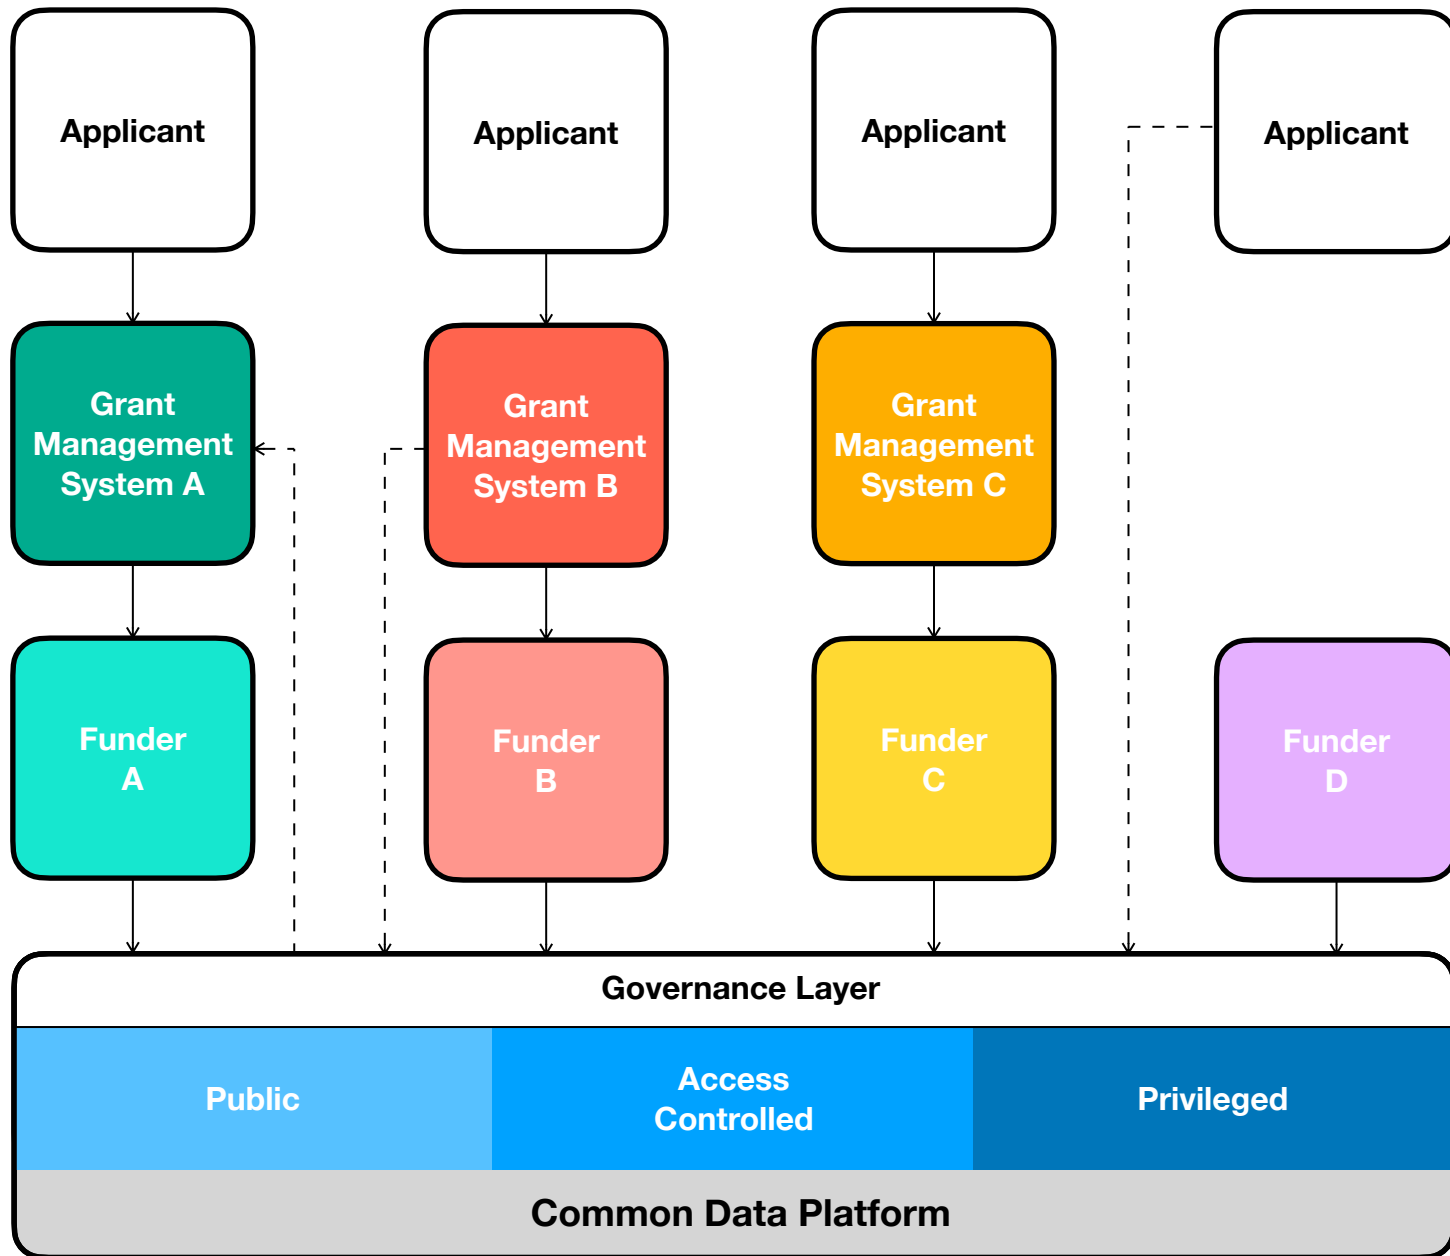 Applicant
Applicant
Applicant
Applicant
Grant
Management
System A
Grant
Management
System B
Grant
Management
System C
Funder
A
Funder
B
Funder
C
Funder
D
Governance Layer
Public
Access
Controlled
Privileged
Common Data Platform